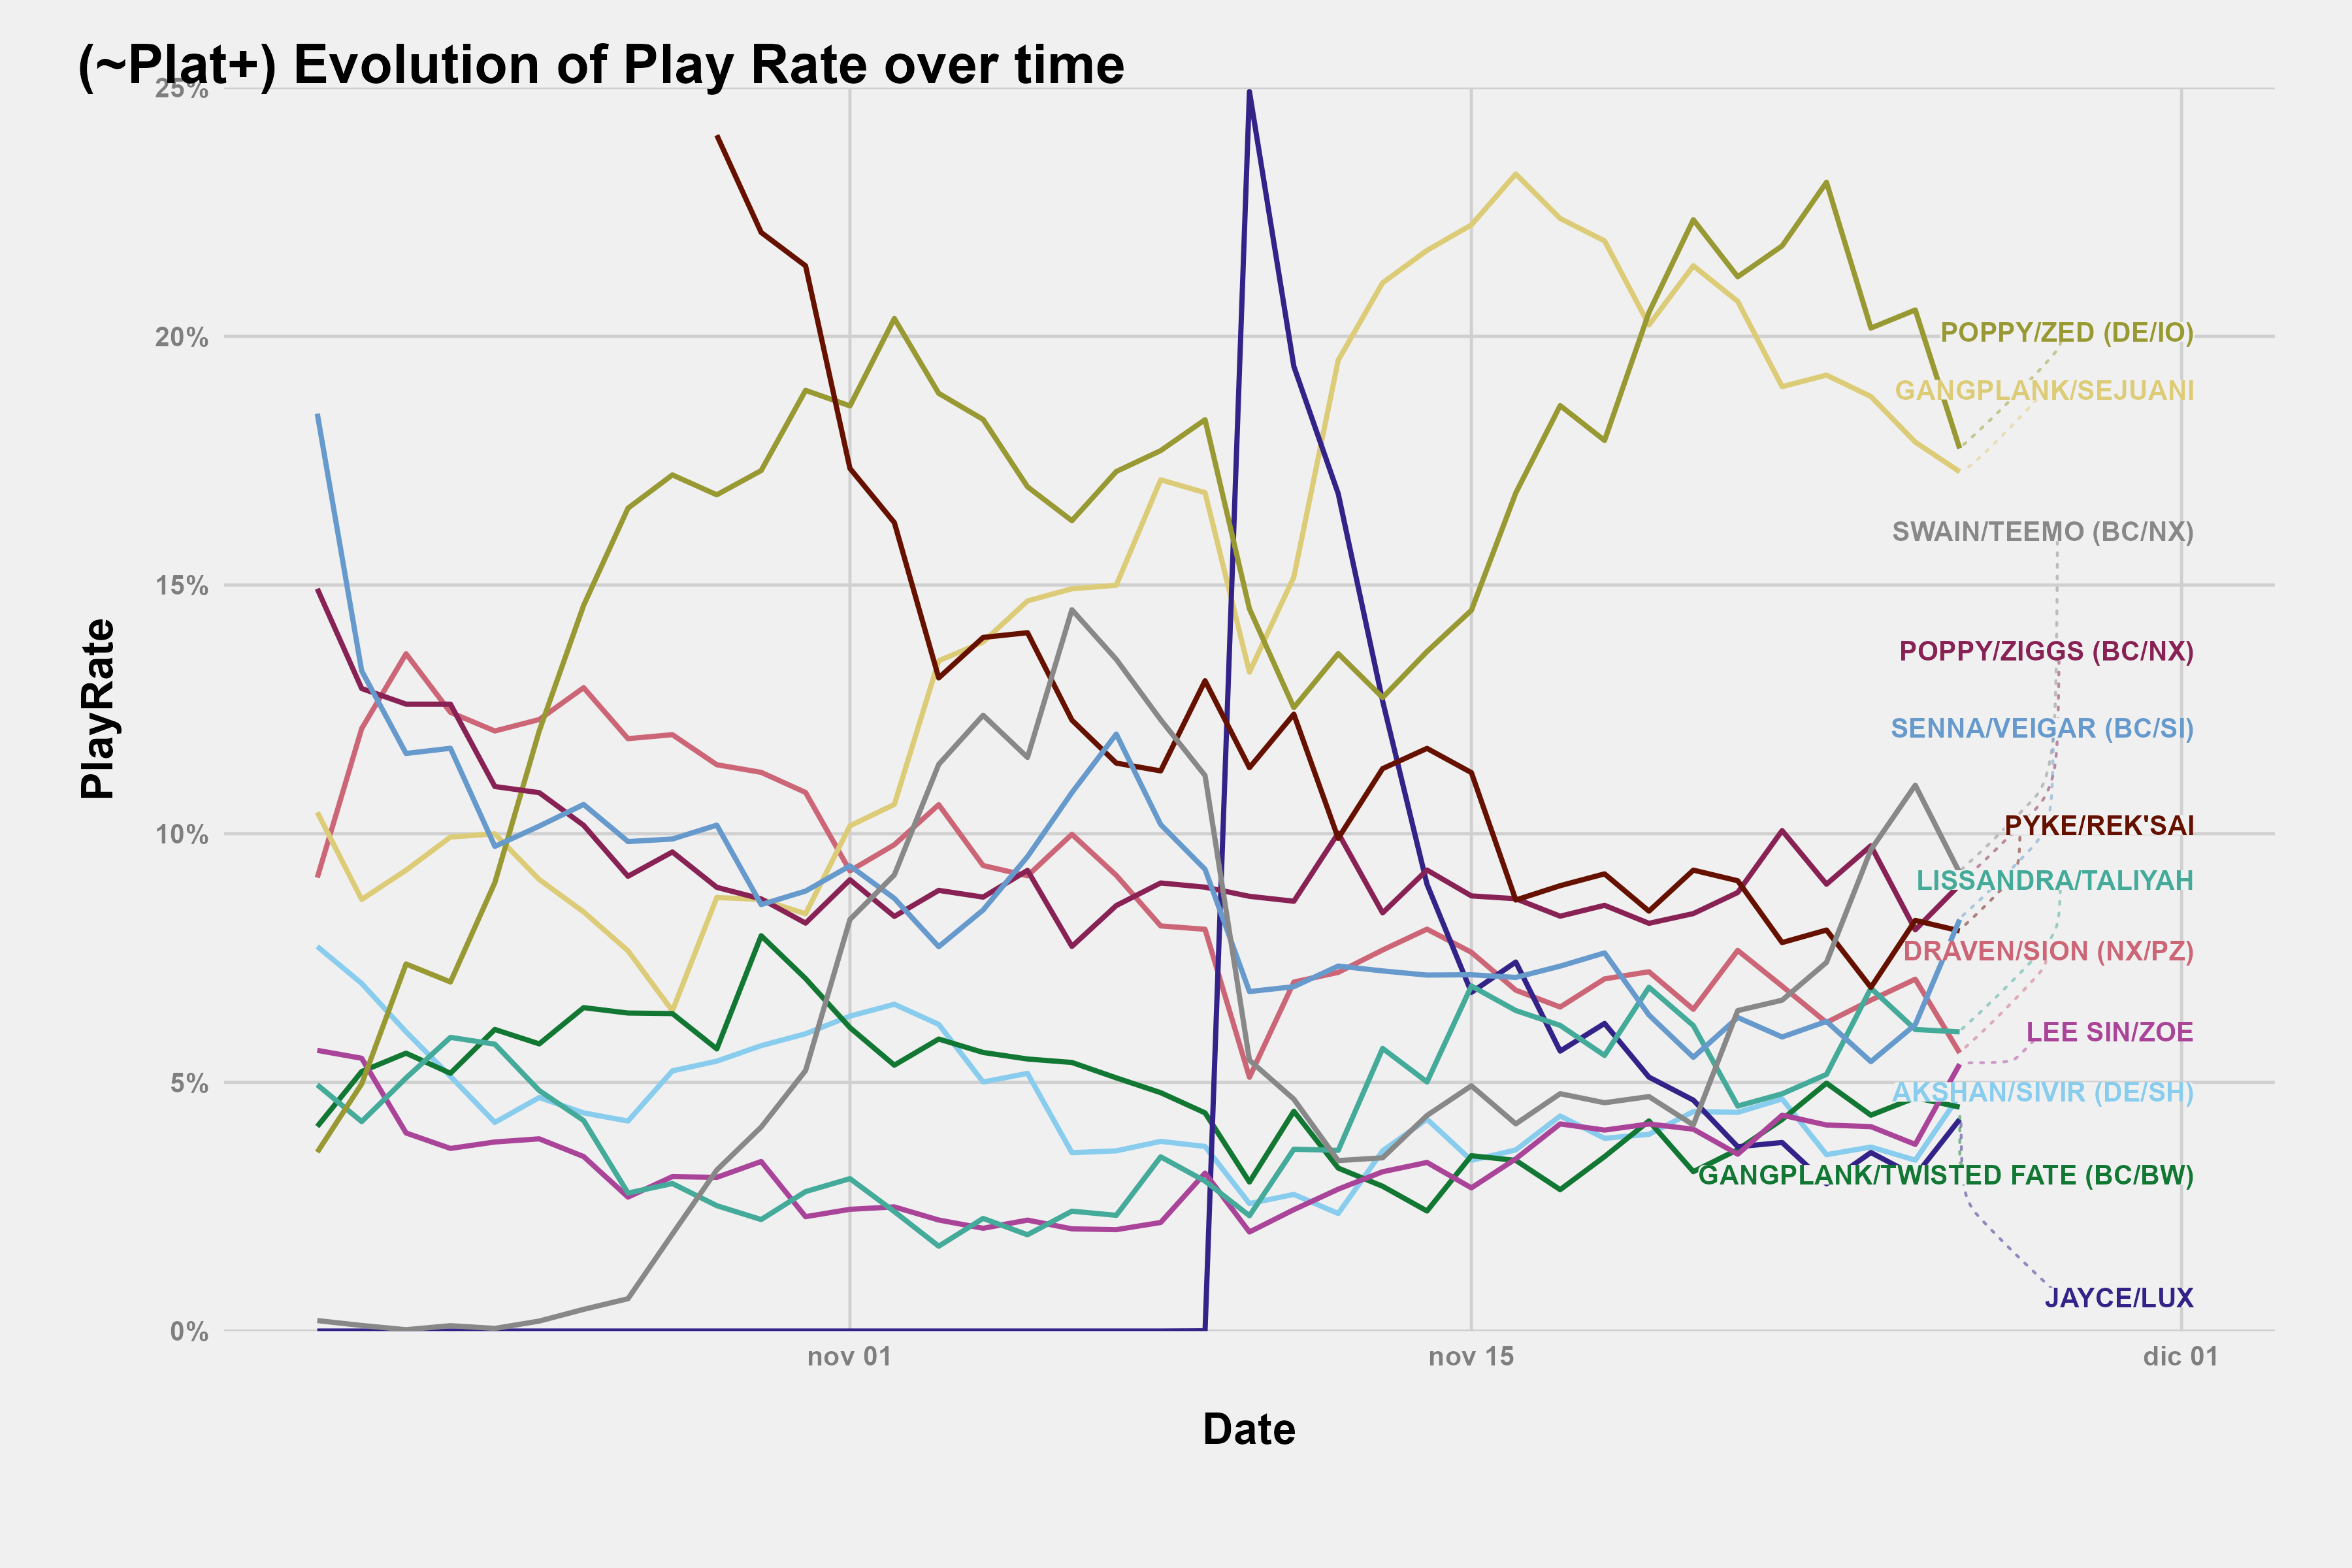 (~Plat+) Evolution of Play Rate over time
25%
20%
15%
10%
5%
0%
PlayRate
POPPY/ZED (DE/IO)
GANGPLANK/SEJUANI
SWAIN/TEEMO (BC/NX)
POPPY/ZIGGS (BC/NX)
SENNA/VEIGAR (BC/SI)
PYKE/REK'SAI
LISSANDRA/TALIYAH
DRAVEN/SION (NX/PZ)
LEE SIN/ZOE
AKSHAN/SIVIR (DE/SH)
GANGPLANK/TWISTED FATE (BC/BW)
JAYCE/LUX
nov 01
nov 15
dic 01
Date